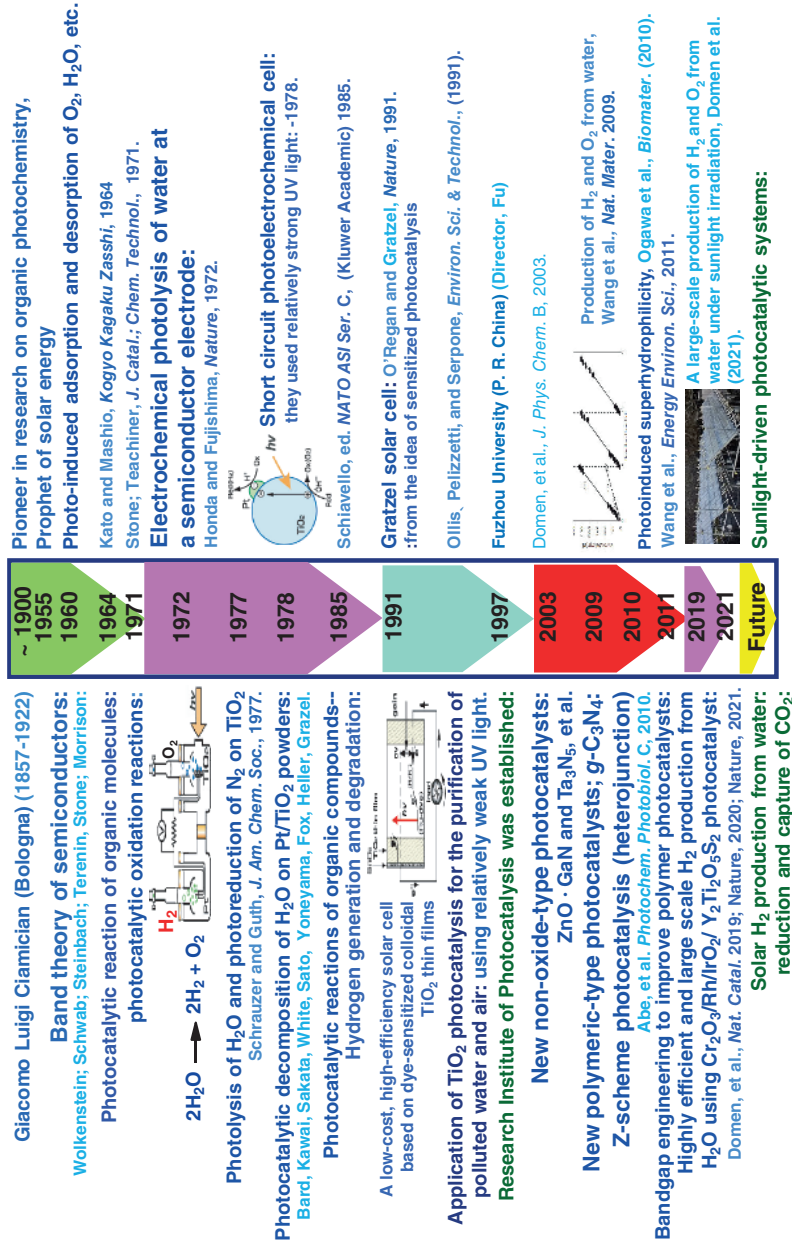 Giacomo Luigi Ciamician (Bologna) (1857-1922)
Band theory of semiconductors:
Wolkenstein; Schwab; Steinbach; Terenin, Stone; Morrison:
Photocatalytic reaction of organic molecules:
photocatalytic oxidation reactions:
H2
O2
hν
Pt
2H2O → 2H2 + O2
Photolysis of H2O and photoreduction of N2 on TiO2
Schrauzer and Guth, J. Am. Chem. Soc., 1977.
Photocatalytic decomposition of H2O on Pt/TiO2 powders:
Bard, Kawai, Sakata, White, Sato, Yoneyama, Fox, Heller, Grazel.
Photocatalytic reactions of organic compounds--
Hydrogen generation and degradation:
A low-cost, high-efficiency solar cell
based on dye-sensitized colloidal
TiO2 thin films
TiO2 thin film
hν
load
Application of TiO2 photocatalysis for the purification of
polluted water and air: using relatively weak UV light.
Research Institute of Photocatalysis was established:
New non-oxide-type photocatalysts:
ZnO · GaN and Ta3N5, et al.
New polymeric-type photocatalysts; g-C3N4:
Z-scheme photocatalysis (heterojunction)
Abe, et al. Photochem. Photobiol. C, 2010.
Bandgap engineering to improve polymer photocatalysts:
Highly efficient and large scale H2 production from
H2O using Cr2O3/Rh/IrO2/ Y2Ti2O5S2 photocatalyst:
Domen, et al., Nat. Catal. 2019; Nature, 2020; Nature, 2021.
Solar H2 production from water:
reduction and capture of CO2:
~ 1900
1955
1960
1964
1971
1972
1977
1978
1985
1991
1997
2003
2009
2010
2011
2019
2021
Future
Pioneer in research on organic photochemistry,
Prophet of solar energy
Photo-induced adsorption and desorption of O2, H2O, etc.
Kato and Mashio, Kogyo Kagaku Zasshi, 1964
Stone; Teachiner, J. Catal.; Chem. Technol., 1971.
Electrochemical photolysis of water at
a semiconductor electrode:
Honda and Fujishima, Nature, 1972.
Pt
H+
Ox
hν
TiO2
OH−
Red
Short circuit photoelectrochemical cell:
they used relatively strong UV light: -1978.
Schiavello, ed. NATO ASI Ser. C, (Kluwer Academic) 1985.
Gratzel solar cell: O'Regan and Gratzel, Nature, 1991.
:from the idea of sensitized photocatalysis
Ollis, Pelizzetti, and Serpone, Environ. Sci. & Technol., (1991).
Fuzhou University (P. R. China) (Director, Fu)
Domen, et al., J. Phys. Chem. B, 2003.
Production of H2 and O2 from water,
Wang et al., Nat. Mater. 2009.
Photoinduced superhydrophilicity, Ogawa et al., Biomater. (2010).
Wang et al., Energy Environ. Sci., 2011.
A large-scale production of H2 and O2 from
water under sunlight irradiation, Domen et al.
(2021).
Sunlight-driven photocatalytic systems: